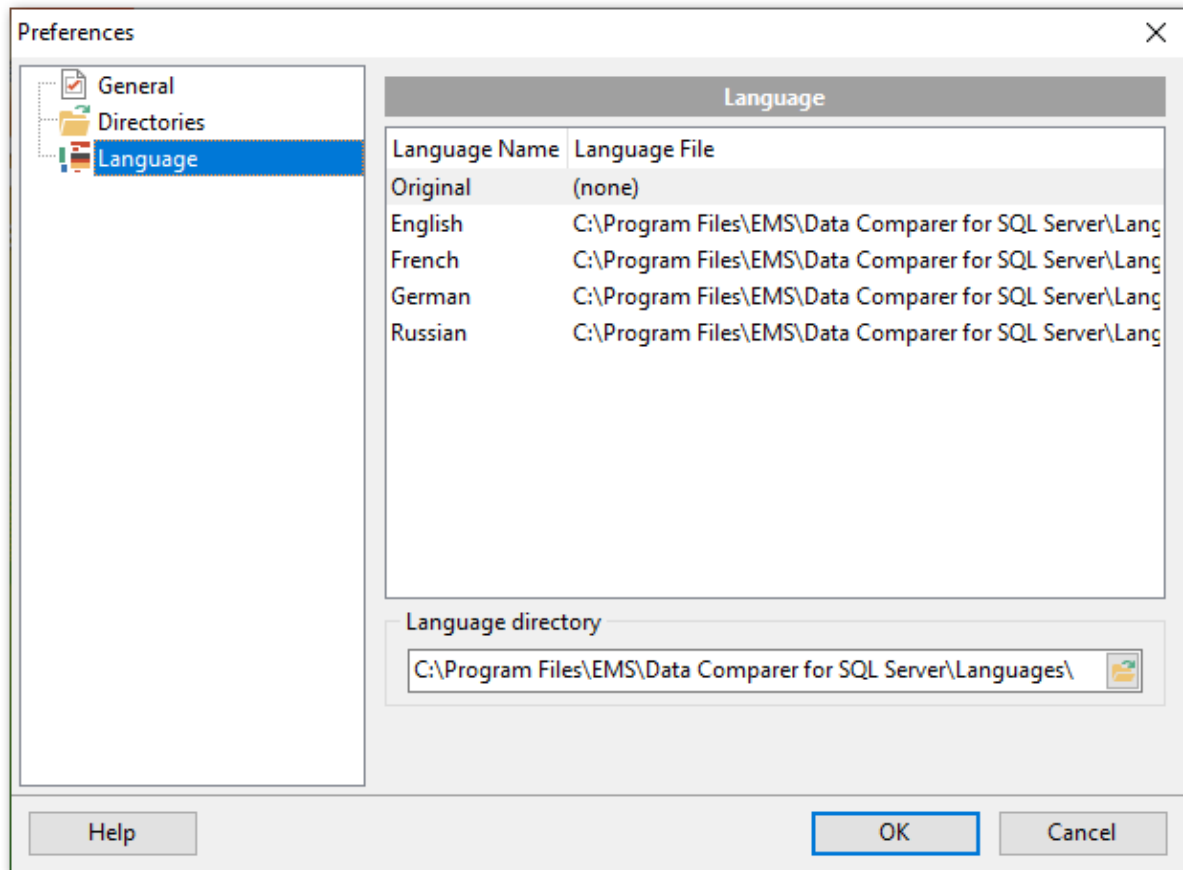 Preferences
General
Directories
Language
Language
Language Name Language File
Original (none)
English C:\Program Files\EMS\Data Comparer for SQL Server\Lang
French C:\Program Files\EMS\Data Comparer for SQL Server\Lang
German C:\Program Files\EMS\Data Comparer for SQL Server\Lang
Russian C:\Program Files\EMS\Data Comparer for SQL Server\Lang
Language directory
C:\Program Files\EMS\Data Comparer for SQL Server\Languages\
Help OK Cancel